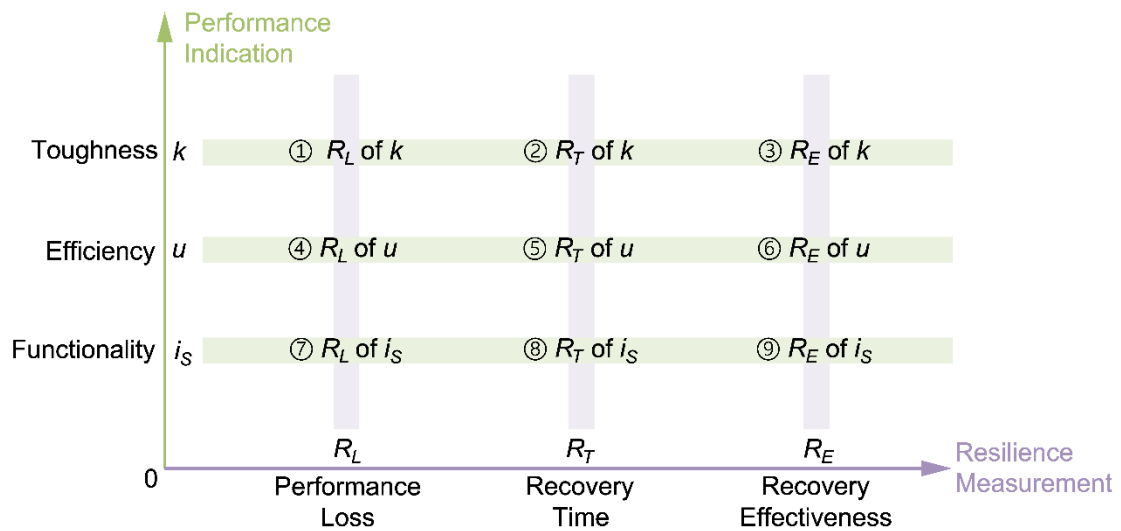 Performance
Indication
Toughness k ① R_L of k ② R_T of k ③ R_E of k
Efficiency u ④ R_L of u ⑤ R_T of u ⑥ R_E of u
Functionality i_S ⑦ R_L of i_S ⑧ R_T of i_S ⑨ R_E of i_S
R_L R_T R_E
0
Resilience
Measurement
Performance
Loss
Recovery
Time
Recovery
Effectiveness